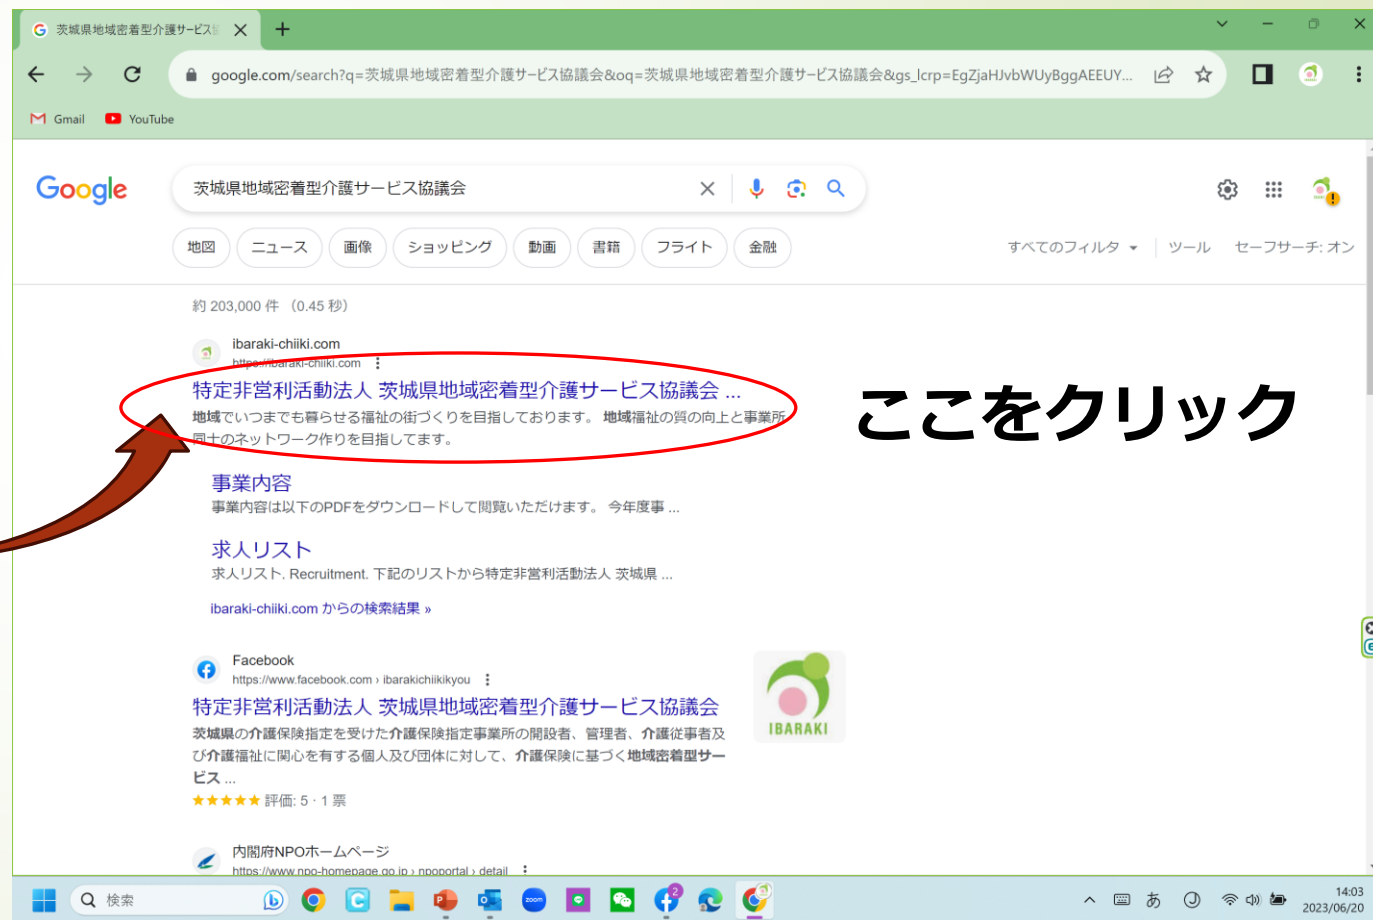 茨城県地域密着型介護サービス
google.com/search?q=茨城県地域密着型介護サービス協議会&oq=茨城県地域密着型介護サービス協議会&gs_lcrp=EgZjaHJvbWUyBggAEEUY...
Gmail YouTube
Google 茨城県地域密着型介護サービス協議会
地図 ニュース 画像 ショッピング 動画 書籍 フライト 金融 すべてのフィルタ ツール セーフサーチ: オン
約 203,000 件 (0.45 秒)
ibaraki-chiiki.com
https://ibaraki-chiiki.com
特定非営利活動法人 茨城県地域密着型介護サービス協議会 ...
地域でいつまでも暮らせる福祉の街づくりを目指しております。 地域福祉の質の向上と事業所
同士のネットワーク作りを目指してます。
ここをクリック
事業内容
事業内容は以下のPDFをダウンロードして閲覧いただけます。 今年度事 ...
求人リスト
求人リスト. Recruitment. 下記のリストから特定非営利活動法人 茨城県 ...
ibaraki-chiiki.com からの検索結果 »
Facebook
https://www.facebook.com › ibarakichiikikyou
特定非営利活動法人 茨城県地域密着型介護サービス協議会
茨城県の介護保険指定を受けた介護保険指定事業所の開設者、管理者、介護従事者及
び介護福祉に関心を有する個人及び団体に対して、介護保険に基づく地域密着型サー
ビス ...
★★★★★ 評価: 5 · 1 票
IBARAKI
内閣府NPOホームページ
https://www.npo-homepage.go.jp › npoportal › detail
検索
zoom
2
あ
14:03
2023/06/20